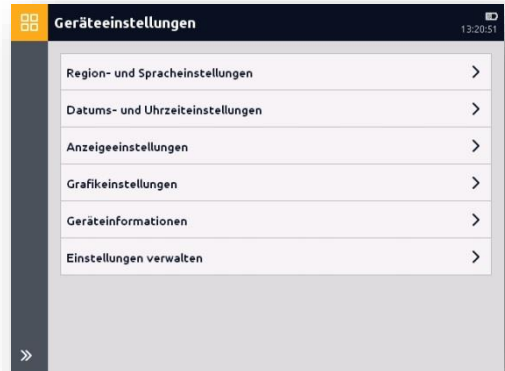 Geräteeinstellungen
13:20:51
Region- und Spracheinstellungen
Datums- und Uhrzeiteinstellungen
Anzeigeeinstellungen
Grafikeinstellungen
Geräteinformationen
Einstellungen verwalten